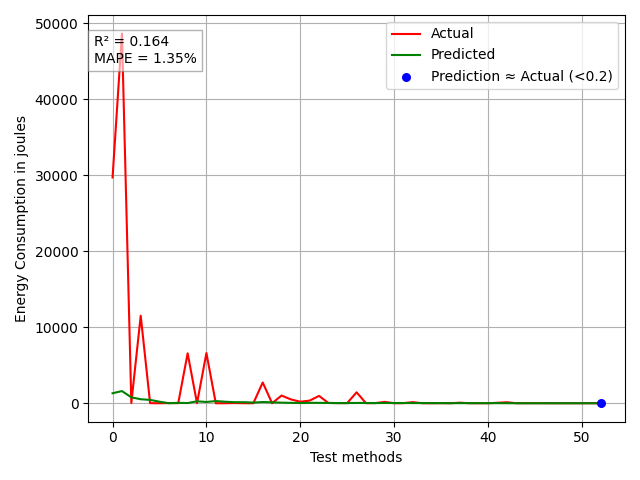 R² = 0.164
MAPE = 1.35%
Actual
Predicted
Prediction ≈ Actual (<0.2)
Energy Consumption in joules
50000
40000
30000
20000
10000
0
0 10 20 30 40 50
Test methods